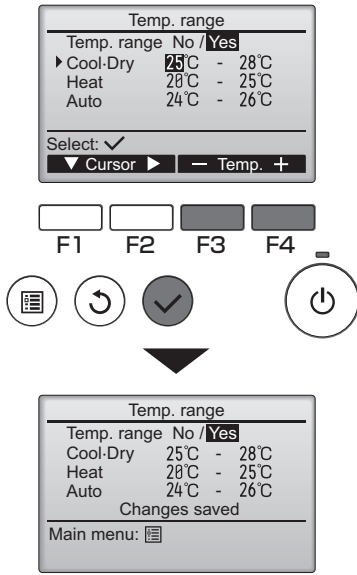 Temp. range
Temp. range No / Yes
Cool·Dry 25°C - 28°C
Heat 20°C - 25°C
Auto 24°C - 26°C
Select: ✓
▼ Cursor ▶ — Temp. +
F1 F2 F3 F4
Temp. range
Temp. range No / Yes
Cool·Dry 25°C - 28°C
Heat 20°C - 25°C
Auto 24°C - 26°C
Changes saved
Main menu: